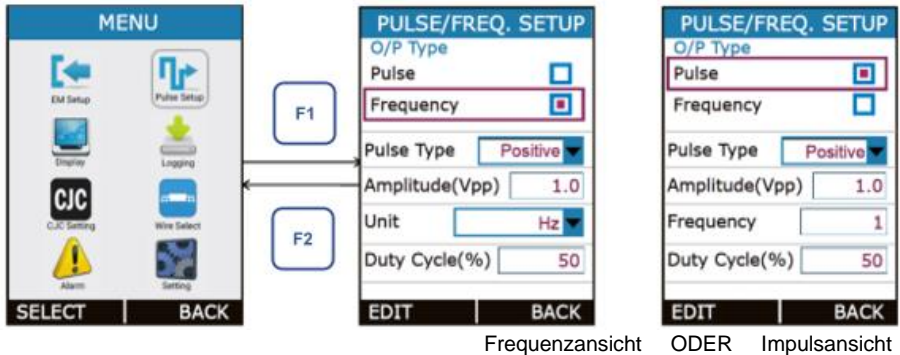 MENU
EM Setup
Pulse Setup
Display
Logging
CJC
CJC Setting
Wire Select
Alarm
Setting
SELECT
BACK
F1
F2
PULSE/FREQ. SETUP
O/P Type
Pulse
Frequency
Pulse Type
Positive
Amplitude(Vpp)
1.0
Unit
Hz
Duty Cycle(%)
50
EDIT
BACK
PULSE/FREQ. SETUP
O/P Type
Pulse
Frequency
Pulse Type
Positive
Amplitude(Vpp)
1.0
Frequency
1
Duty Cycle(%)
50
EDIT
BACK
Frequenzansicht ODER Impulsansicht